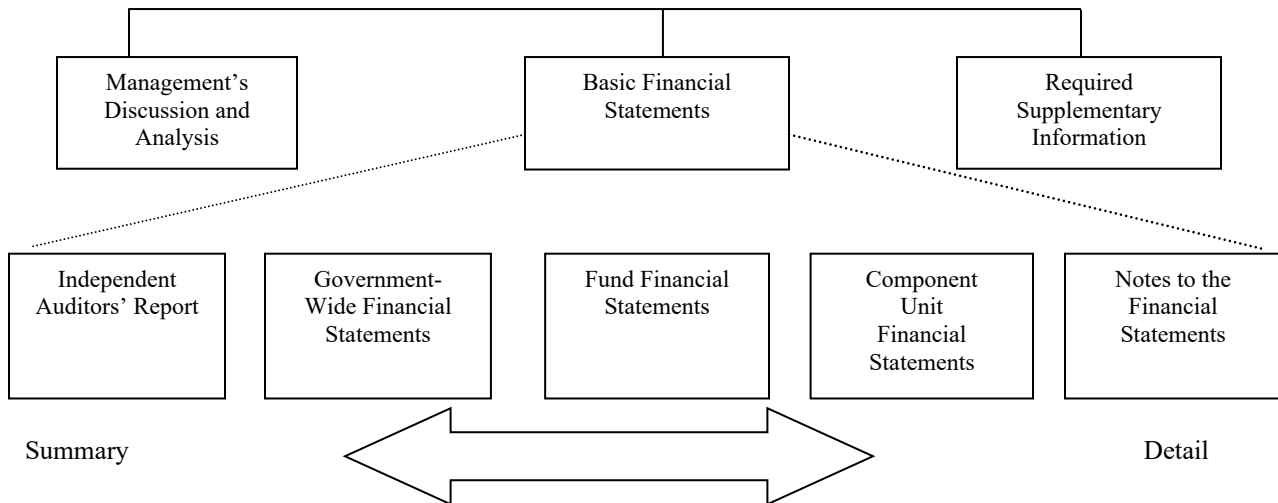 Management’s
Discussion and
Analysis
Basic Financial
Statements
Required
Supplementary
Information
Independent
Auditors’ Report
Government-
Wide Financial
Statements
Fund Financial
Statements
Component
Unit
Financial
Statements
Notes to the
Financial
Statements
Summary
Detail